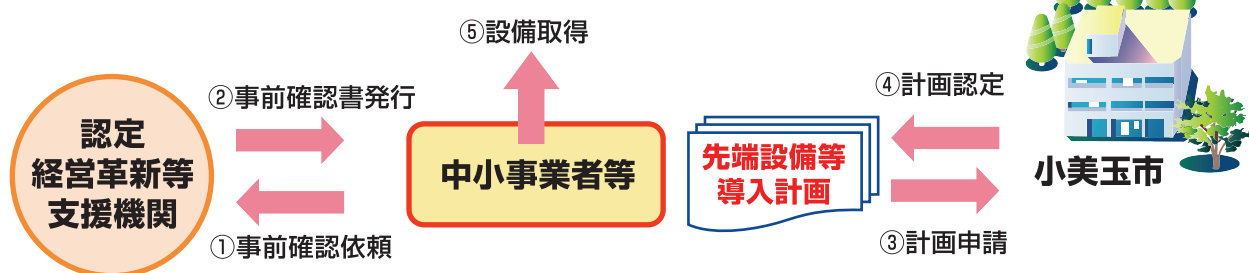 ⑤設備取得
②事前確認書発行
④計画認定
認定
経営革新等
支援機関
中小事業者等
先端設備等
導入計画
小美玉市
①事前確認依頼
③計画申請